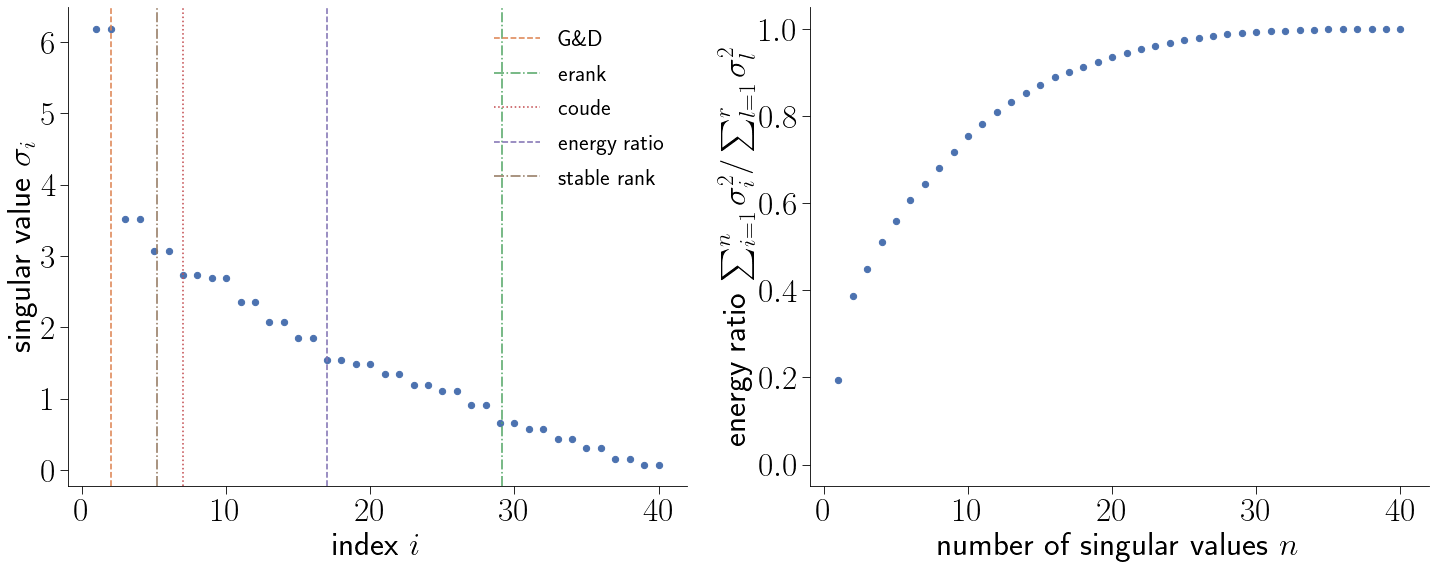 6
5
4
3
2
1
0
singular value σ_i
0 10 20 30 40
index i
G&D
erank
coude
energy ratio
stable rank
1.0
0.8
0.6
0.4
0.2
0.0
energy ratio ∑_{i=1}^{n} σ_i^2 / ∑_{l=1}^{r} σ_l^2
0 10 20 30 40
number of singular values n